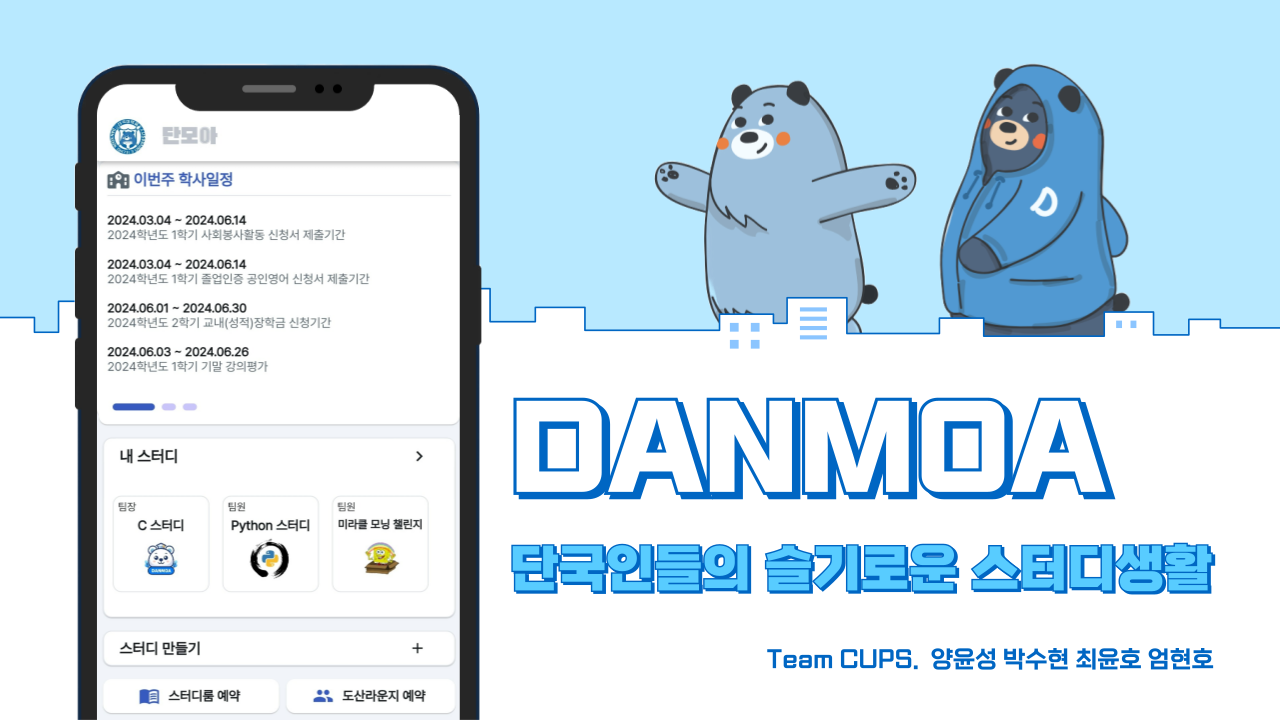 단모아
이번주 학사일정
2024.03.04 ~ 2024.06.14
2024학년도 1학기 사회봉사활동 신청서 제출기간
2024.03.04 ~ 2024.06.14
2024학년도 1학기 졸업인증 공인영어 신청서 제출기간
2024.06.01 ~ 2024.06.30
2024학년도 2학기 교내(성적)장학금 신청기간
2024.06.03 ~ 2024.06.26
2024학년도 1학기 기말 강의평가
내 스터디
팀장
C 스터디
DANMOA
팀원
Python 스터디
팀원
미라클 모닝 챌린지
스터디 만들기
스터디룸 예약
도산라운지 예약
D
DANMOA
단국인들의 슬기로운 스터디생활
Team CUPS. 양윤성 박수현 최윤호 엄현호